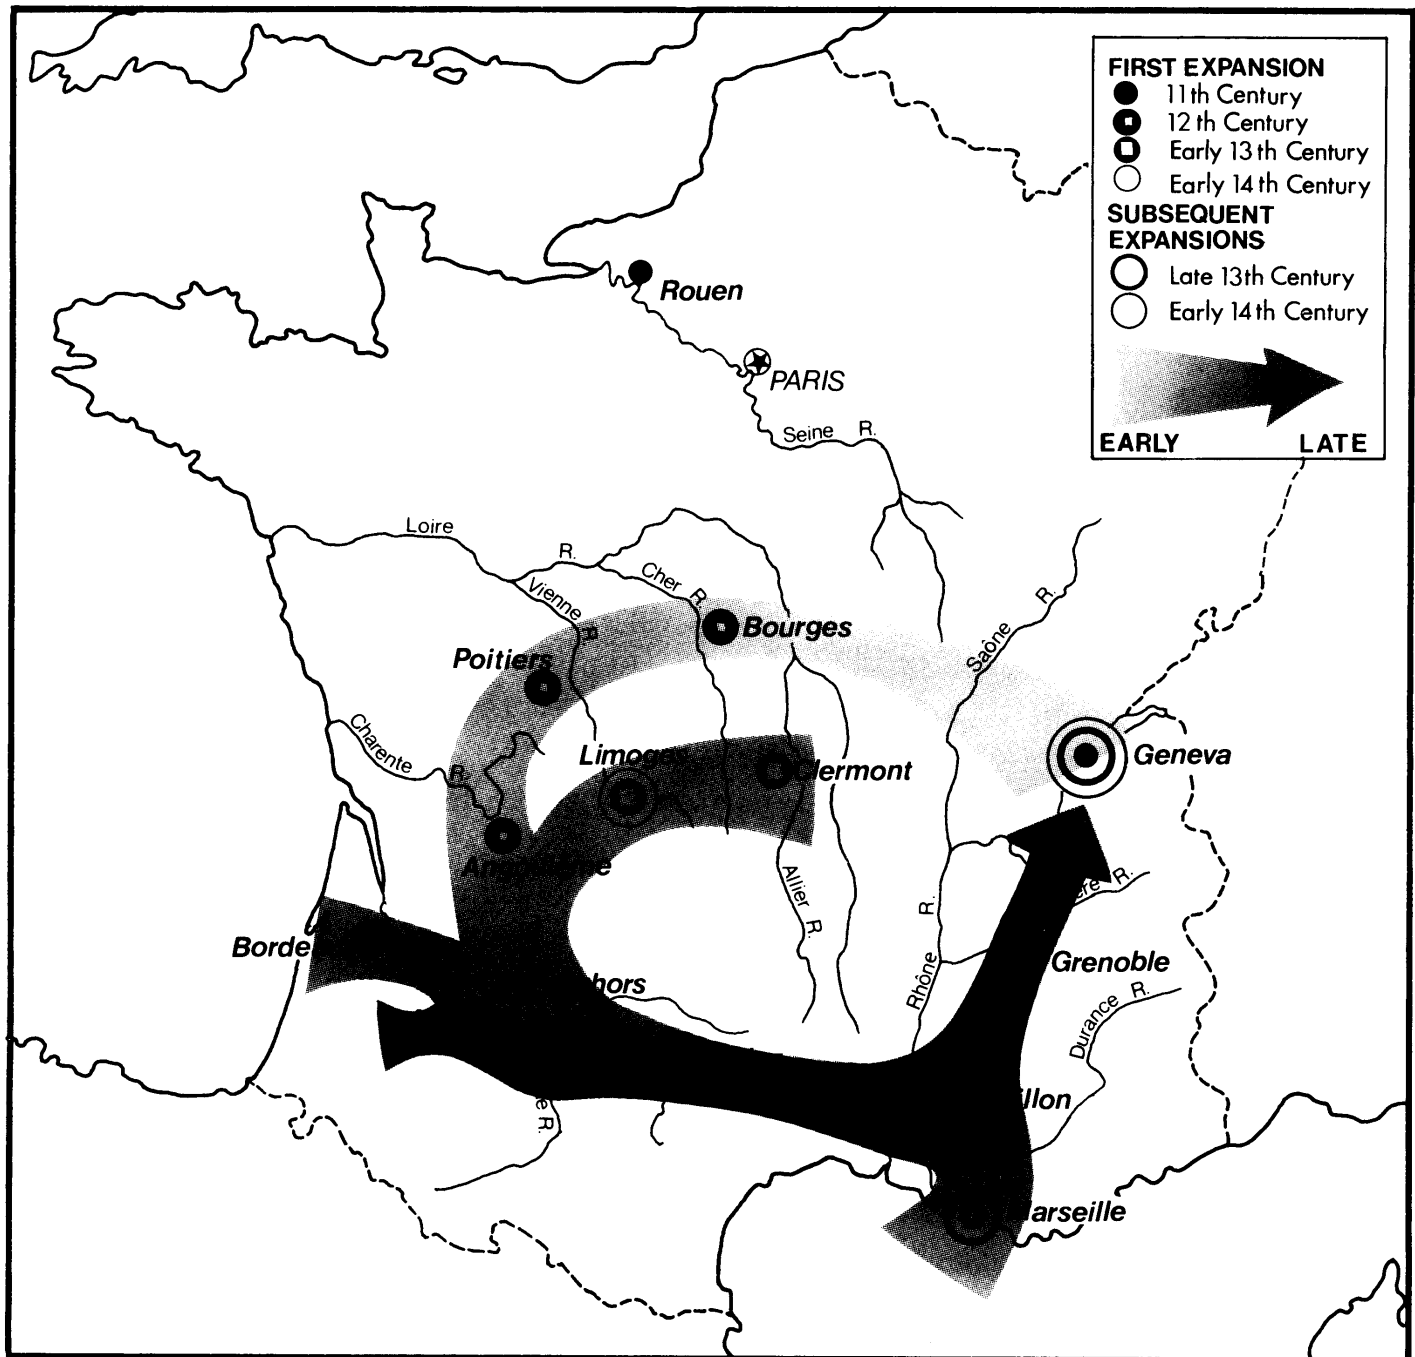 FIRST EXPANSION
11th Century
12th Century
Early 13th Century
Early 14th Century
SUBSEQUENT
EXPANSIONS
Late 13th Century
Early 14th Century
EARLY LATE
Rouen
PARIS
Seine R.
Loire
R.
Cher R.
Vienne R.
Bourges
Saône R.
Poitiers
Charente R.
Limoges
Clermont
Geneva
Angoulême
Allier R.
Rhône R.
Grenoble
Durance R.
R.
Marseille